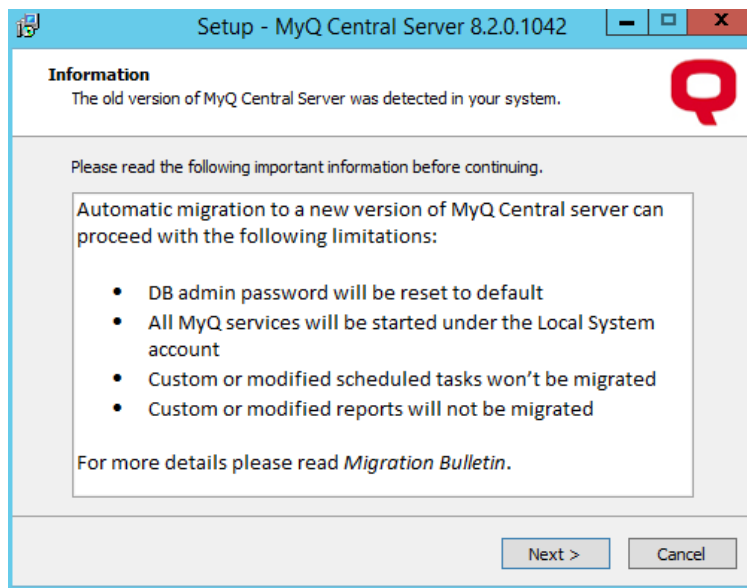 Setup - MyQ Central Server 8.2.0.1042
Information
The old version of MyQ Central Server was detected in your system.
Please read the following important information before continuing.
Automatic migration to a new version of MyQ Central server can
proceed with the following limitations:
• DB admin password will be reset to default
• All MyQ services will be started under the Local System
account
• Custom or modified scheduled tasks won't be migrated
• Custom or modified reports will not be migrated
For more details please read Migration Bulletin.
Next >
Cancel